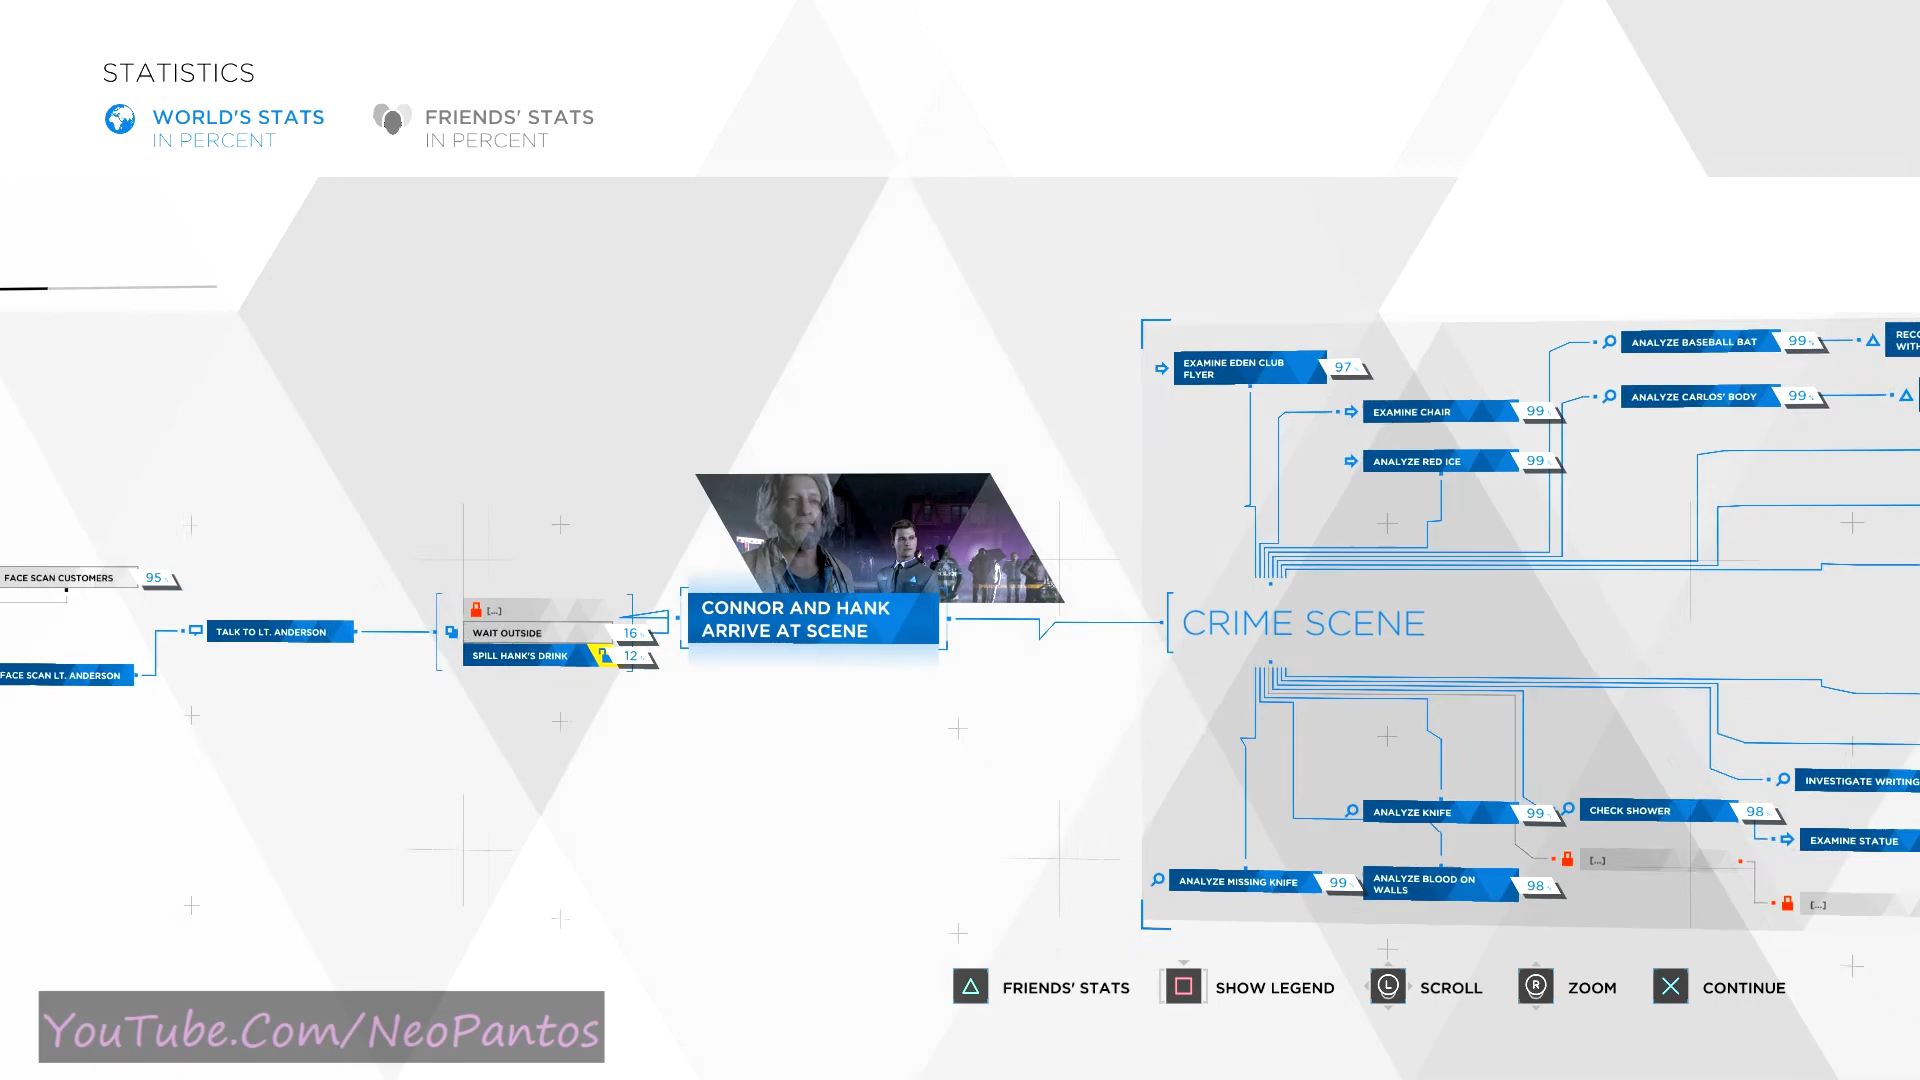 STATISTICS
WORLD'S STATS
IN PERCENT
FRIENDS' STATS
IN PERCENT
FACE SCAN CUSTOMERS
95
FACE SCAN LT. ANDERSON
TALK TO LT. ANDERSON
[...]
WAIT OUTSIDE
16
SPILL HANK'S DRINK
12
CONNOR AND HANK
ARRIVE AT SCENE
CRIME SCENE
EXAMINE EDEN CLUB
FLYER
97
EXAMINE CHAIR
99
ANALYZE RED ICE
99
ANALYZE BASEBALL BAT
99
RECO
WITH
ANALYZE CARLOS' BODY
99
INVESTIGATE WRITING
ANALYZE KNIFE
99
CHECK SHOWER
98
EXAMINE STATUE
[...]
ANALYZE MISSING KNIFE
99
ANALYZE BLOOD ON
WALLS
98
[...]
FRIENDS' STATS
SHOW LEGEND
L
SCROLL
R
ZOOM
CONTINUE
YouTube.Com/NeoPantos